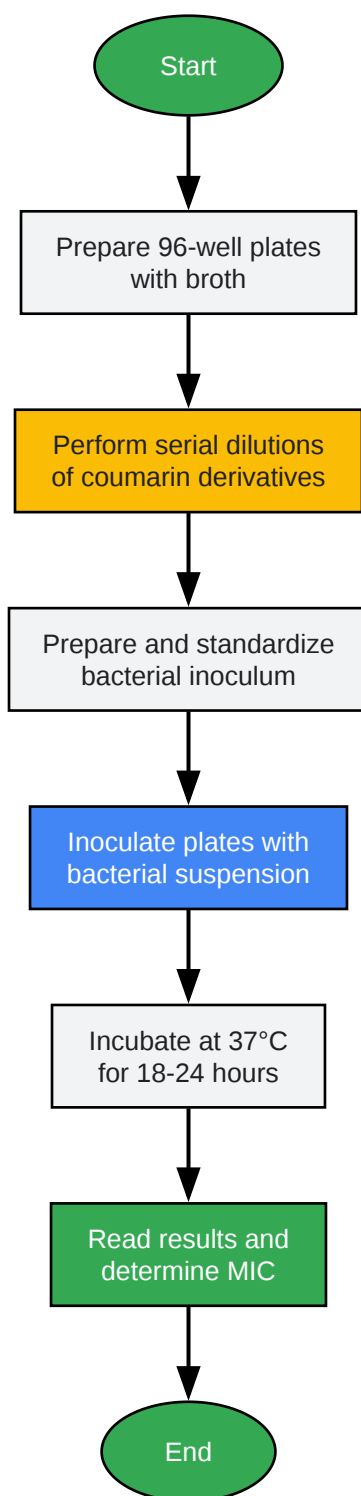 Start
Prepare 96-well plates
with broth
Perform serial dilutions
of coumarin derivatives
Prepare and standardize
bacterial inoculum
Inoculate plates with
bacterial suspension
Incubate at 37°C
for 18-24 hours
Read results and
determine MIC
End